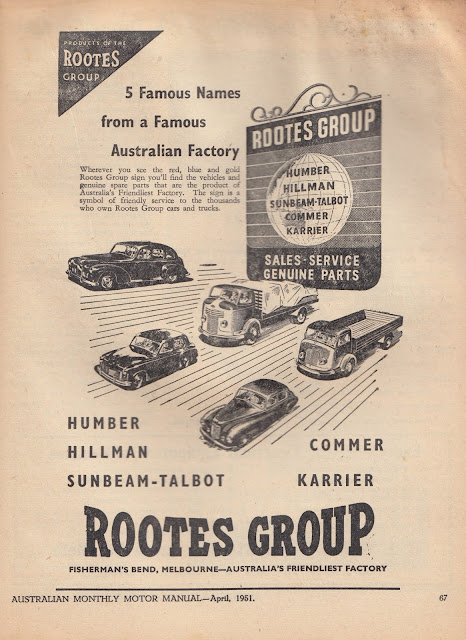 PRODUCTS OF THE
ROOTES
GROUP
5 Famous Names
from a Famous
Australian Factory
Wherever you see the red, blue and gold
Rootes Group sign you'll find the vehicles and
genuine spare parts that are the product of
Australia's Friendliest Factory. The sign is a
symbol of friendly service to the thousands
who own Rootes Group cars and trucks.
ROOTES GROUP
HUMBER
HILLMAN
SUNBEAM-TALBOT
COMMER
KARRIER
SALES-SERVICE
GENUINE PARTS
HUMBER
HILLMAN
SUNBEAM-TALBOT
COMMER
KARRIER
ROOTES GROUP
FISHERMAN'S BEND, MELBOURNE—AUSTRALIA'S FRIENDLIEST FACTORY
AUSTRALIAN MONTHLY MOTOR MANUAL—April, 1951.
67